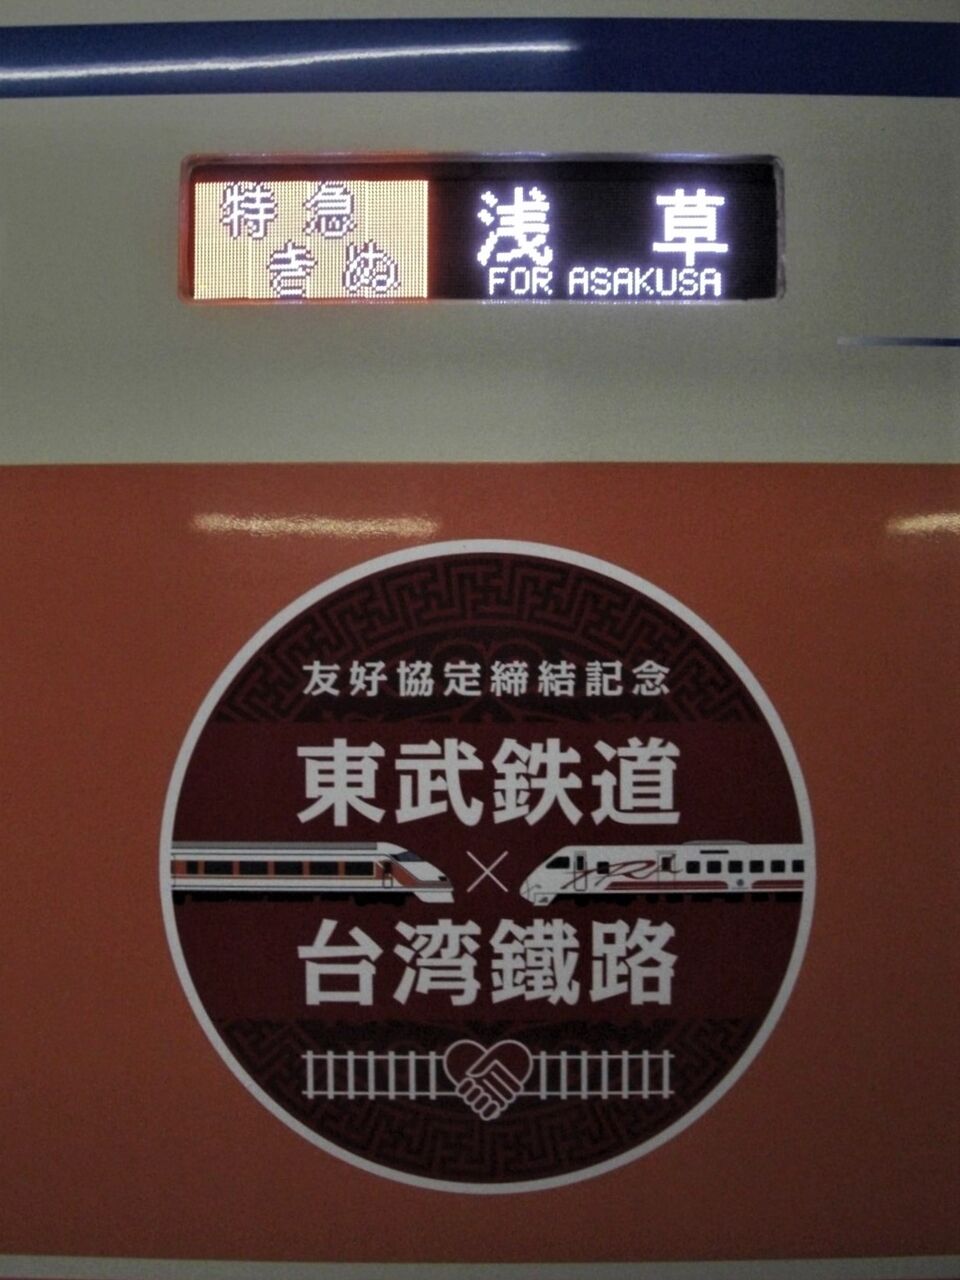 特急
きぬ
浅草
FOR ASAKUSA
友好協定締結記念
東武鉄道
×
台湾鐵路